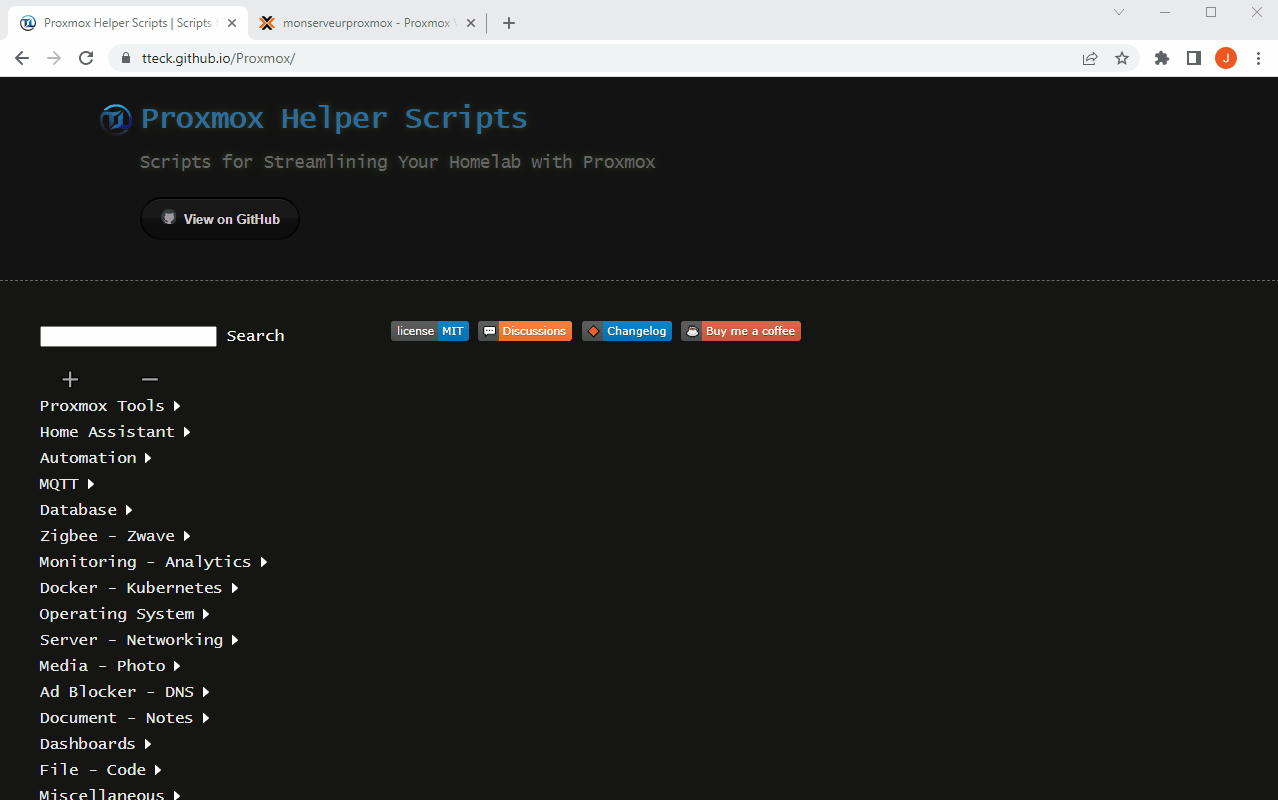 Proxmox Helper Scripts | Scripts
monserveurproxmox - Proxmox
tteck.github.io/Proxmox/
J
Proxmox Helper Scripts
Scripts for Streamlining Your Homelab with Proxmox
View on GitHub
Search
license MIT
Discussions
Changelog
Buy me a coffee
Proxmox Tools
Home Assistant
Automation
MQTT
Database
Zigbee - Zwave
Monitoring - Analytics
Docker - Kubernetes
Operating System
Server - Networking
Media - Photo
Ad Blocker - DNS
Document - Notes
Dashboards
File - Code
Miscellaneous